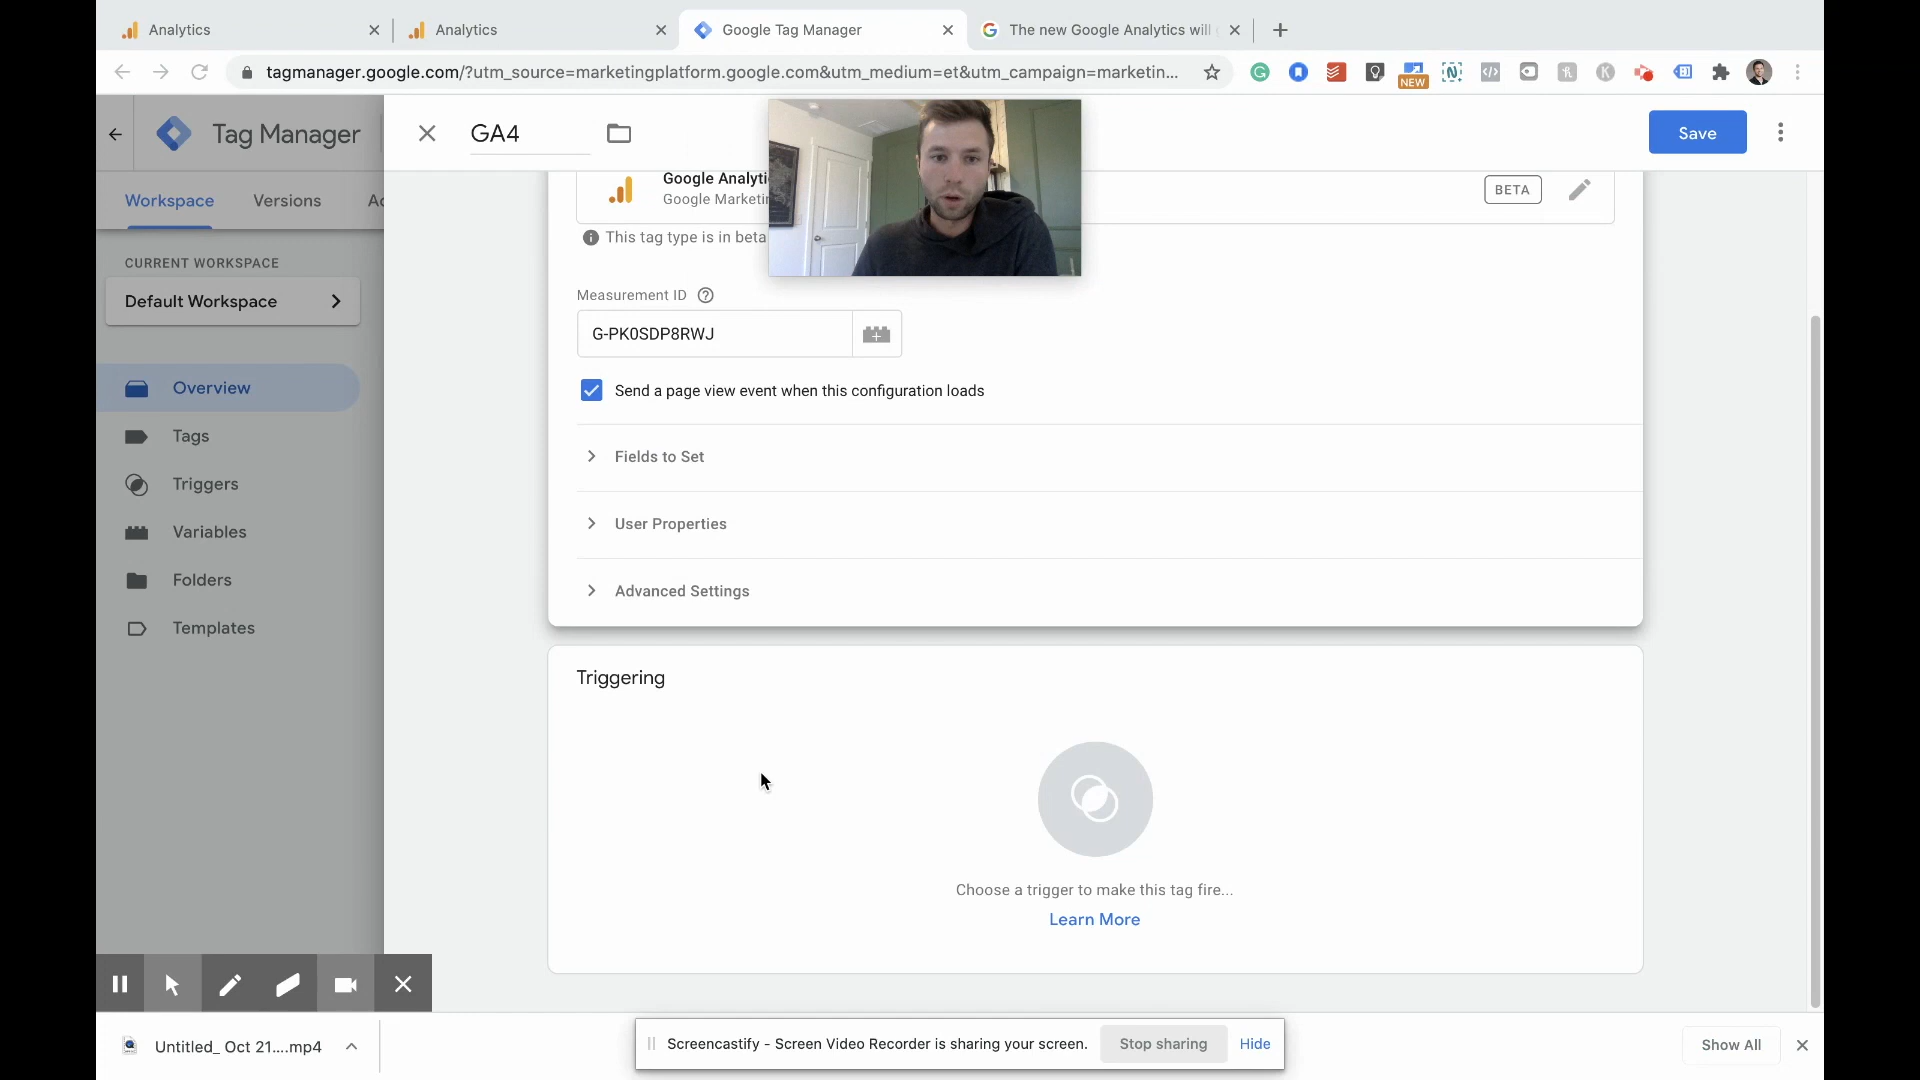 Analytics
Analytics
Google Tag Manager
The new Google Analytics will
tagmanager.google.com/?utm_source=marketingplatform.google.com&utm_medium=et&utm_campaign=marketin...
NEW
Tag Manager
GA4
Save
Workspace
Versions
Ad
Google Analyti
Google Marketin
BETA
This tag type is in beta
CURRENT WORKSPACE
Default Workspace
Measurement ID
G-PK0SDP8RWJ
Send a page view event when this configuration loads
Overview
Tags
Triggers
Variables
Folders
Templates
Fields to Set
User Properties
Advanced Settings
Triggering
Choose a trigger to make this tag fire...
Learn More
Untitled_ Oct 21....mp4
Screencastify - Screen Video Recorder is sharing your screen.
Stop sharing
Hide
Show All